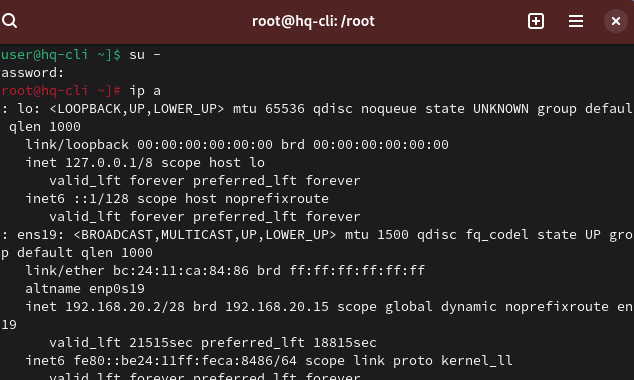 root@hq-cli: /root
user@hq-cli ~]$ su -
assword:
root@hq-cli ~]# ip a
: lo: <LOOPBACK,UP,LOWER_UP> mtu 65536 qdisc noqueue state UNKNOWN group defaul
t qlen 1000
link/loopback 00:00:00:00:00:00 brd 00:00:00:00:00:00
inet 127.0.0.1/8 scope host lo
valid_lft forever preferred_lft forever
inet6 ::1/128 scope host noprefixroute
valid_lft forever preferred_lft forever
: ens19: <BROADCAST,MULTICAST,UP,LOWER_UP> mtu 1500 qdisc fq_codel state UP gro
p default qlen 1000
link/ether bc:24:11:ca:84:86 brd ff:ff:ff:ff:ff:ff
altname enp0s19
inet 192.168.20.2/28 brd 192.168.20.15 scope global dynamic noprefixroute en
19
valid_lft 21515sec preferred_lft 18815sec
inet6 fe80::be24:11ff:feca:8486/64 scope link proto kernel_ll
valid_lft forever preferred_lft forever